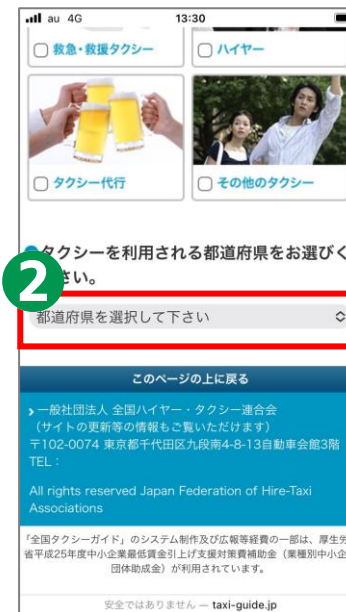 au 4G 13:30
救急・救援タクシー
ハイヤー
タクシー代行
その他のタクシー
タクシーを利用される都道府県をお選びく
さい。
2
都道府県を選択して下さい
このページの上に戻る
一般社団法人 全国ハイヤー・タクシー連合会
(サイトの更新等の情報もご覧いただけます)
〒102-0074 東京都千代田区九段南4-8-13自動車会館3階
TEL:
All rights reserved Japan Federation of Hire-Taxi
Associations
「全国タクシーガイド」のシステム制作及び広報等経費の一部は、厚生労
省平成25年度中小企業最低賃金引上げ支援対策費補助金(業種別中小企
団体助成金)が利用されています。
安全ではありません — taxi-guide.jp